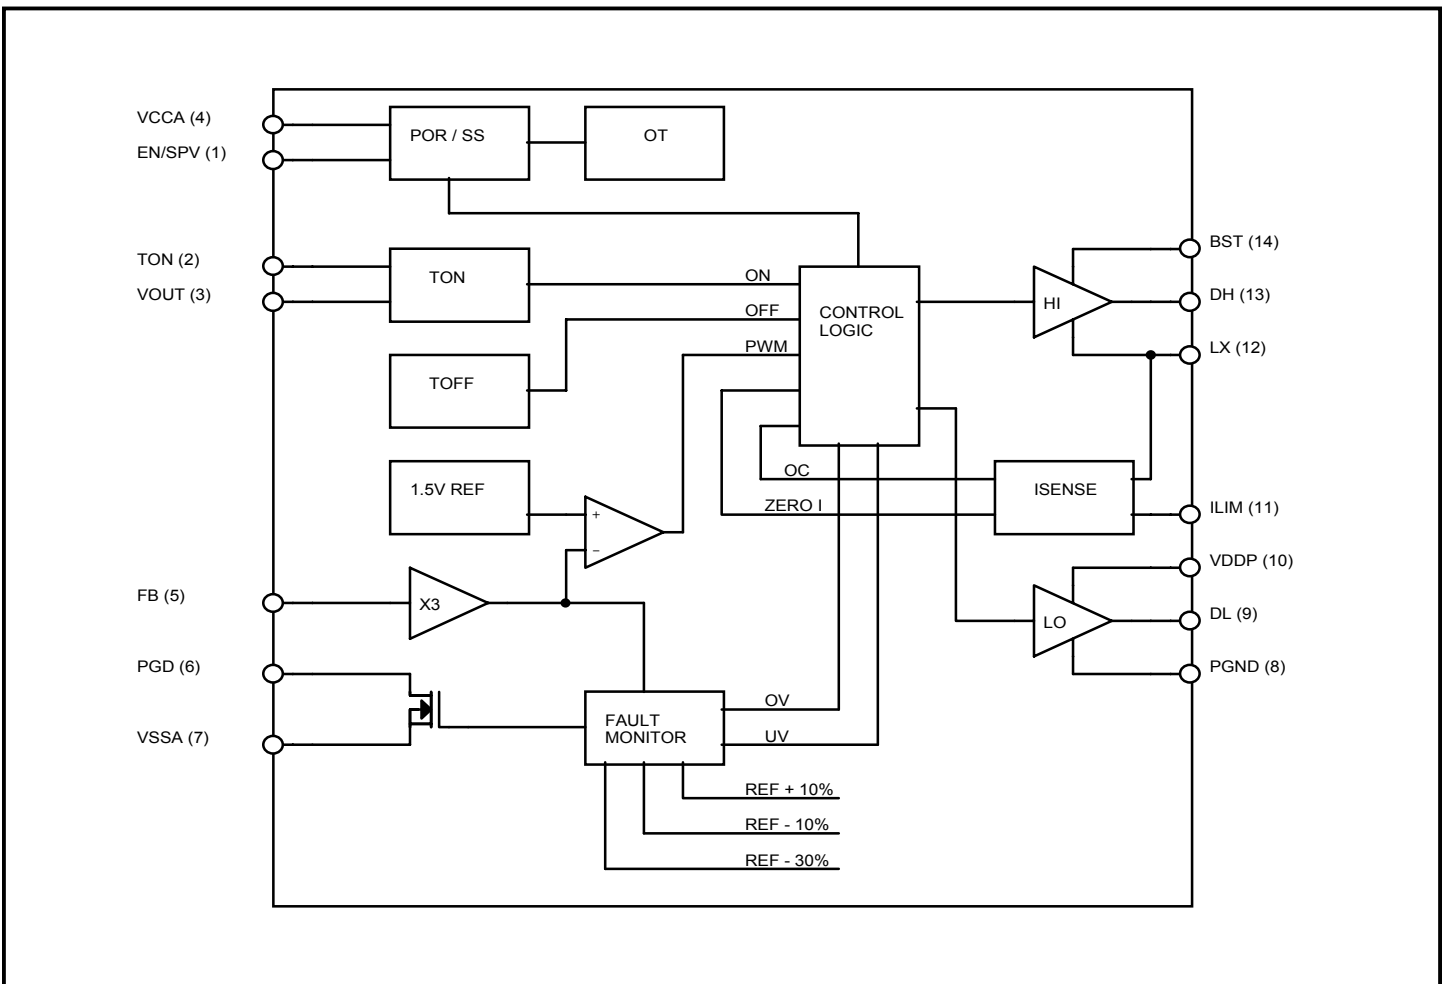 VCCA (4)
EN/SPV (1)
POR / SS
OT
TON (2)
VOUT (3)
TON
TOFF
ON
OFF
PWM
CONTROL
LOGIC
HI
BST (14)
DH (13)
LX (12)
1.5V REF
+
−
OC
ZERO I
ISENSE
ILIM (11)
VDDP (10)
FB (5)
X3
LO
DL (9)
PGND (8)
PGD (6)
VSSA (7)
FAULT
MONITOR
OV
UV
REF + 10%
REF - 10%
REF - 30%